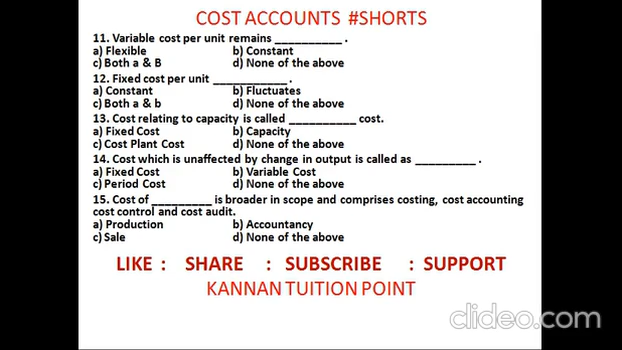 COST ACCOUNTS #SHORTS
11. Variable cost per unit remains __________ .
a) Flexible b) Constant
c) Both a & B d) None of the above
12. Fixed cost per unit ___________ .
a) Constant b) Fluctuates
c) Both a & b d) None of the above
13. Cost relating to capacity is called __________ cost.
a) Fixed Cost b) Capacity
c) Cost Plant Cost d) None of the above
14. Cost which is unaffected by change in output is called as _________ .
a) Fixed Cost b) Variable Cost
c) Period Cost d) None of the above
15. Cost of _________ is broader in scope and comprises costing, cost accounting
cost control and cost audit.
a) Production b) Accountancy
c) Sale d) None of the above
LIKE : SHARE : SUBSCRIBE : SUPPORT
KANNAN TUITION POINT
clideo.com